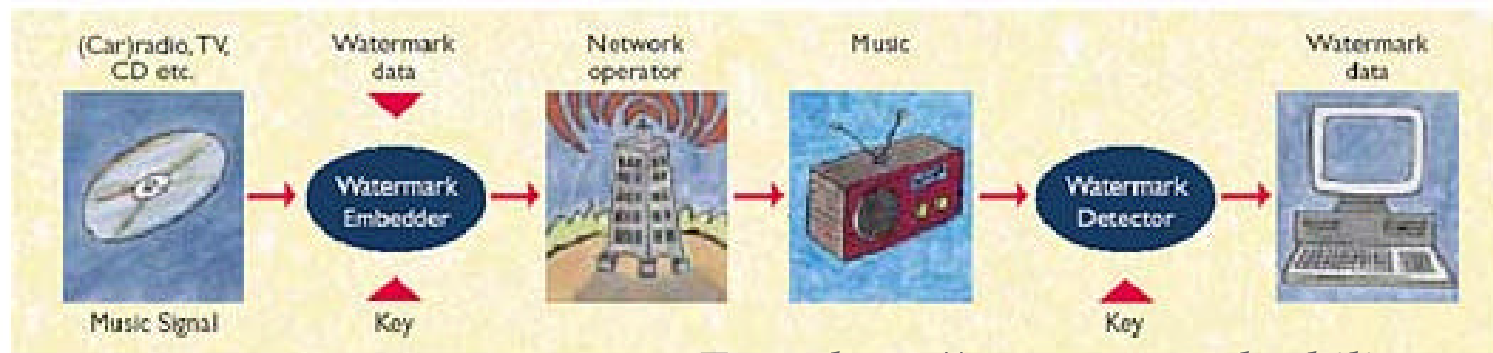 (Car)radio, TV,
CD etc.
Music Signal
Watermark
data
Watermark
Embedder
Key
Network
operator
Music
Watermark
Detector
Key
Watermark
data